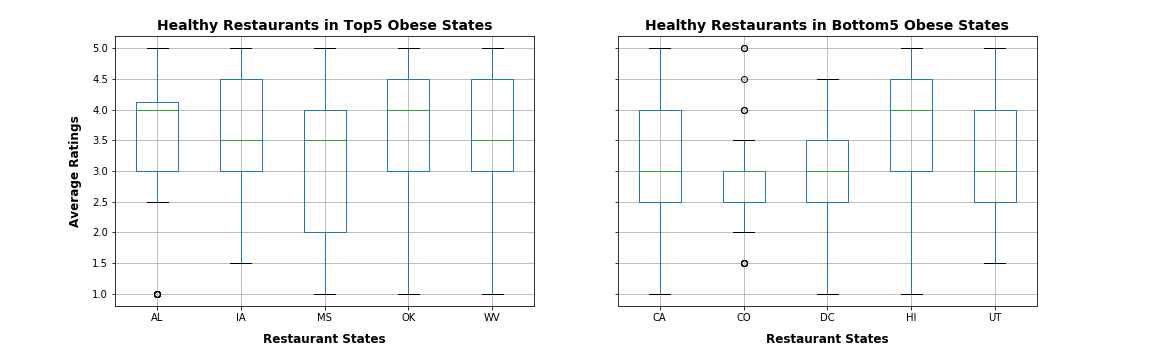 Healthy Restaurants in Top5 Obese States
Average Ratings
5.0
4.5
4.0
3.5
3.0
2.5
2.0
1.5
1.0
AL IA MS OK WV
Restaurant States
Healthy Restaurants in Bottom5 Obese States
CA CO DC HI UT
Restaurant States